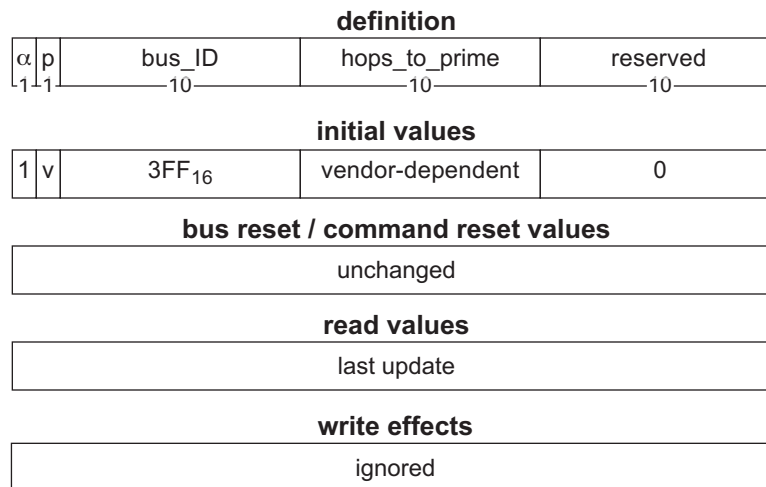 definition
α p bus_ID hops_to_prime reserved
1 1 10 10 10
initial values
1 v 3FF₁₆ vendor-dependent 0
bus reset / command reset values
unchanged
read values
last update
write effects
ignored